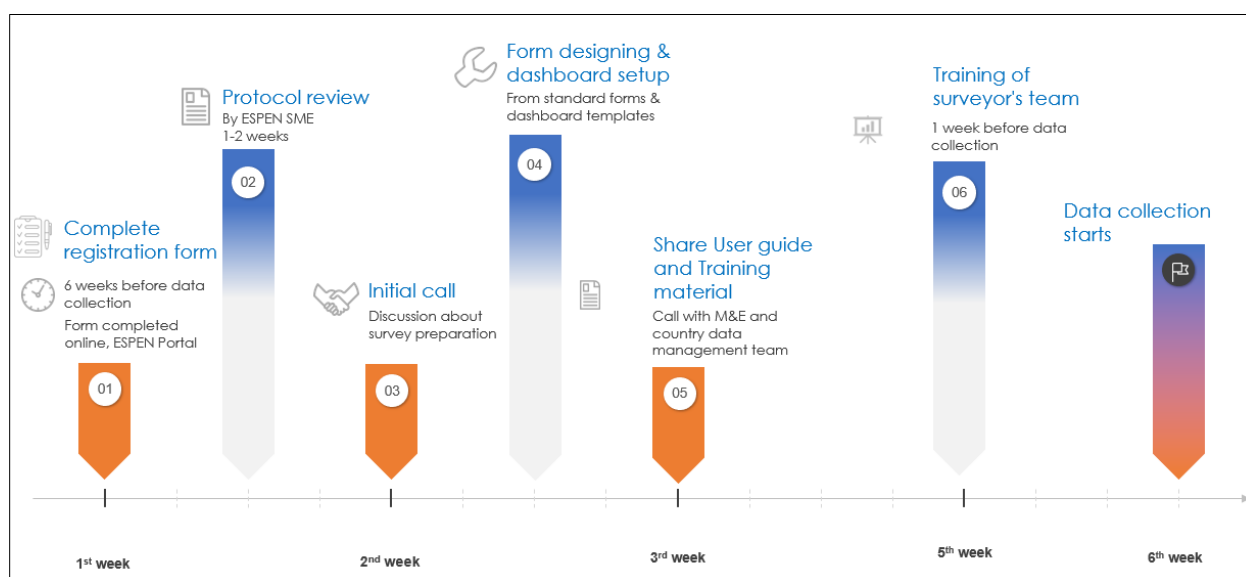 Complete
registration form
6 weeks before data
collection
Form completed
online, ESPEN Portal
01
Protocol review
By ESPEN SME
1-2 weeks
02
Initial call
Discussion about
survey preparation
03
Form designing &
dashboard setup
From standard forms &
dashboard templates
04
Share User guide
and Training
material
Call with M&E and
country data
management team
05
Training of
surveyor's team
1 week before data
collection
06
Data collection
starts
1st week
2nd week
3rd week
5th week
6th week